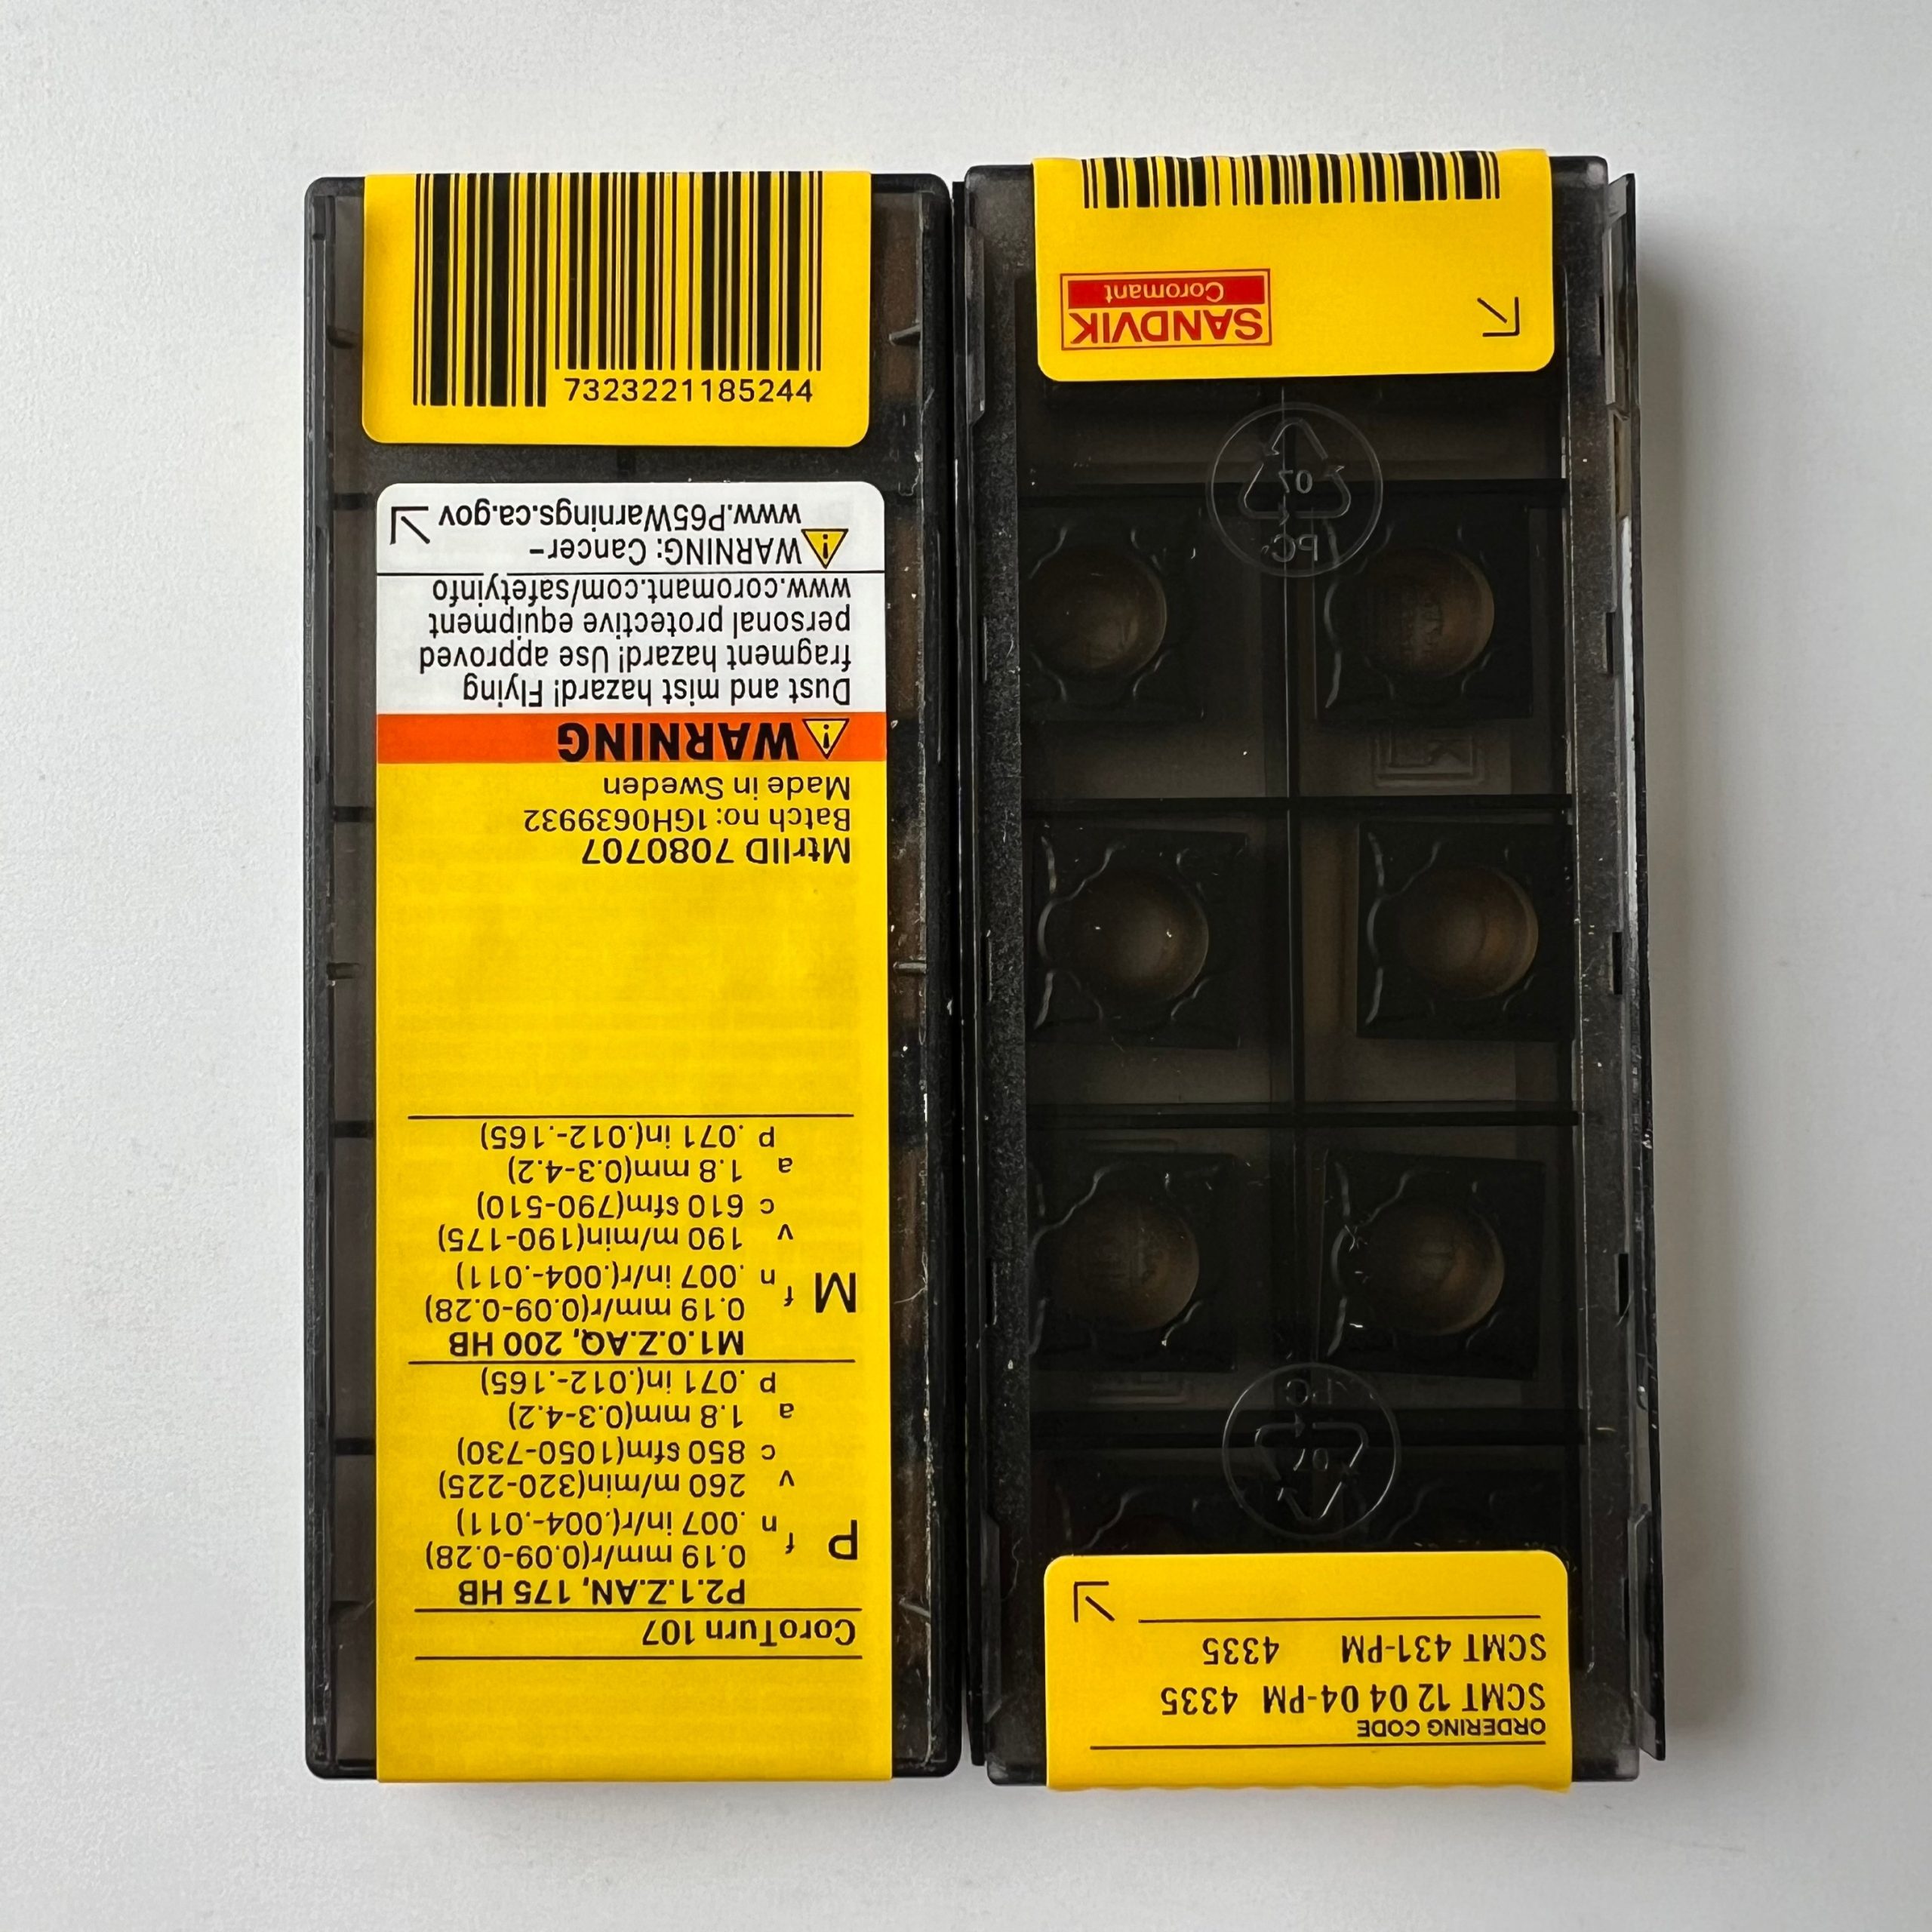 7323221185244
CoroTurn 107
P2.1.Z.AN, 175 HB
P f n 0.19 mm/r(0.09-0.28)
.007 in/r(.004-.011)
v c 260 m/min(320-225)
850 sfm(1050-730)
a p 1.8 mm(0.3-4.2)
.071 in(.012-.165)
M1.0.Z.AQ, 200 HB
M f n 0.19 mm/r(0.09-0.28)
.007 in/r(.004-.011)
v c 190 m/min(190-175)
610 sfm(790-510)
a p 1.8 mm(0.3-4.2)
.071 in(.012-.165)
MtrlID 7080707
Batch no: 1GH0639932
Made in Sweden
WARNING
Dust and mist hazard! Flying
fragment hazard! Use approved
personal protective equipment
www.coromant.com/safetyinfo
WARNING: Cancer-
www.P65Warnings.ca.gov
ORDERING CODE
SCMT 12 04 04-PM 4335
SCMT 431-PM 4335
SANDVIK
Coromant
07
PC
07
PC